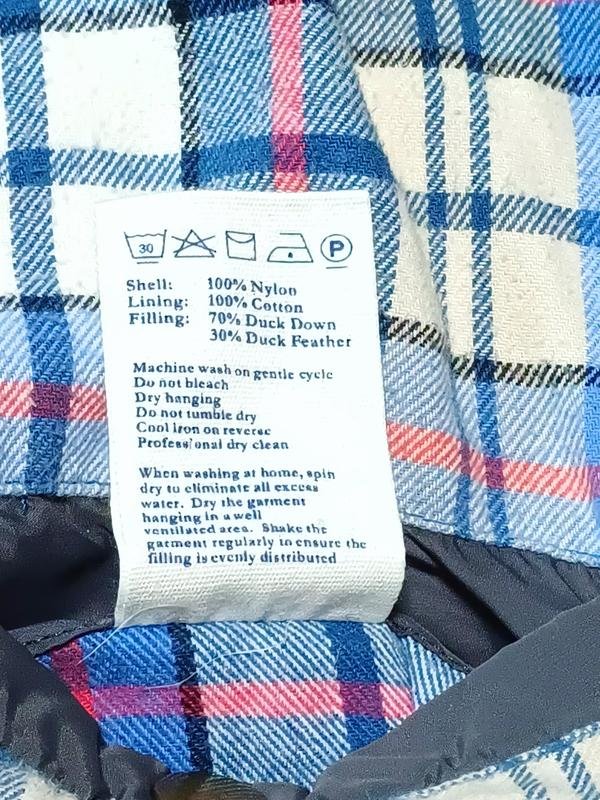 30 P
Shell: 100% Nylon
Lining: 100% Cotton
Filling: 70% Duck Down
30% Duck Feather
Machine wash on gentle cycle
Do not bleach
Dry hanging
Do not tumble dry
Cool iron on reverse
Professional dry clean
When washing at home, spin
dry to eliminate all excess
water. Dry the garment
hanging in a well
ventilated area. Shake the
garment regularly to ensure the
filling is evenly distributed